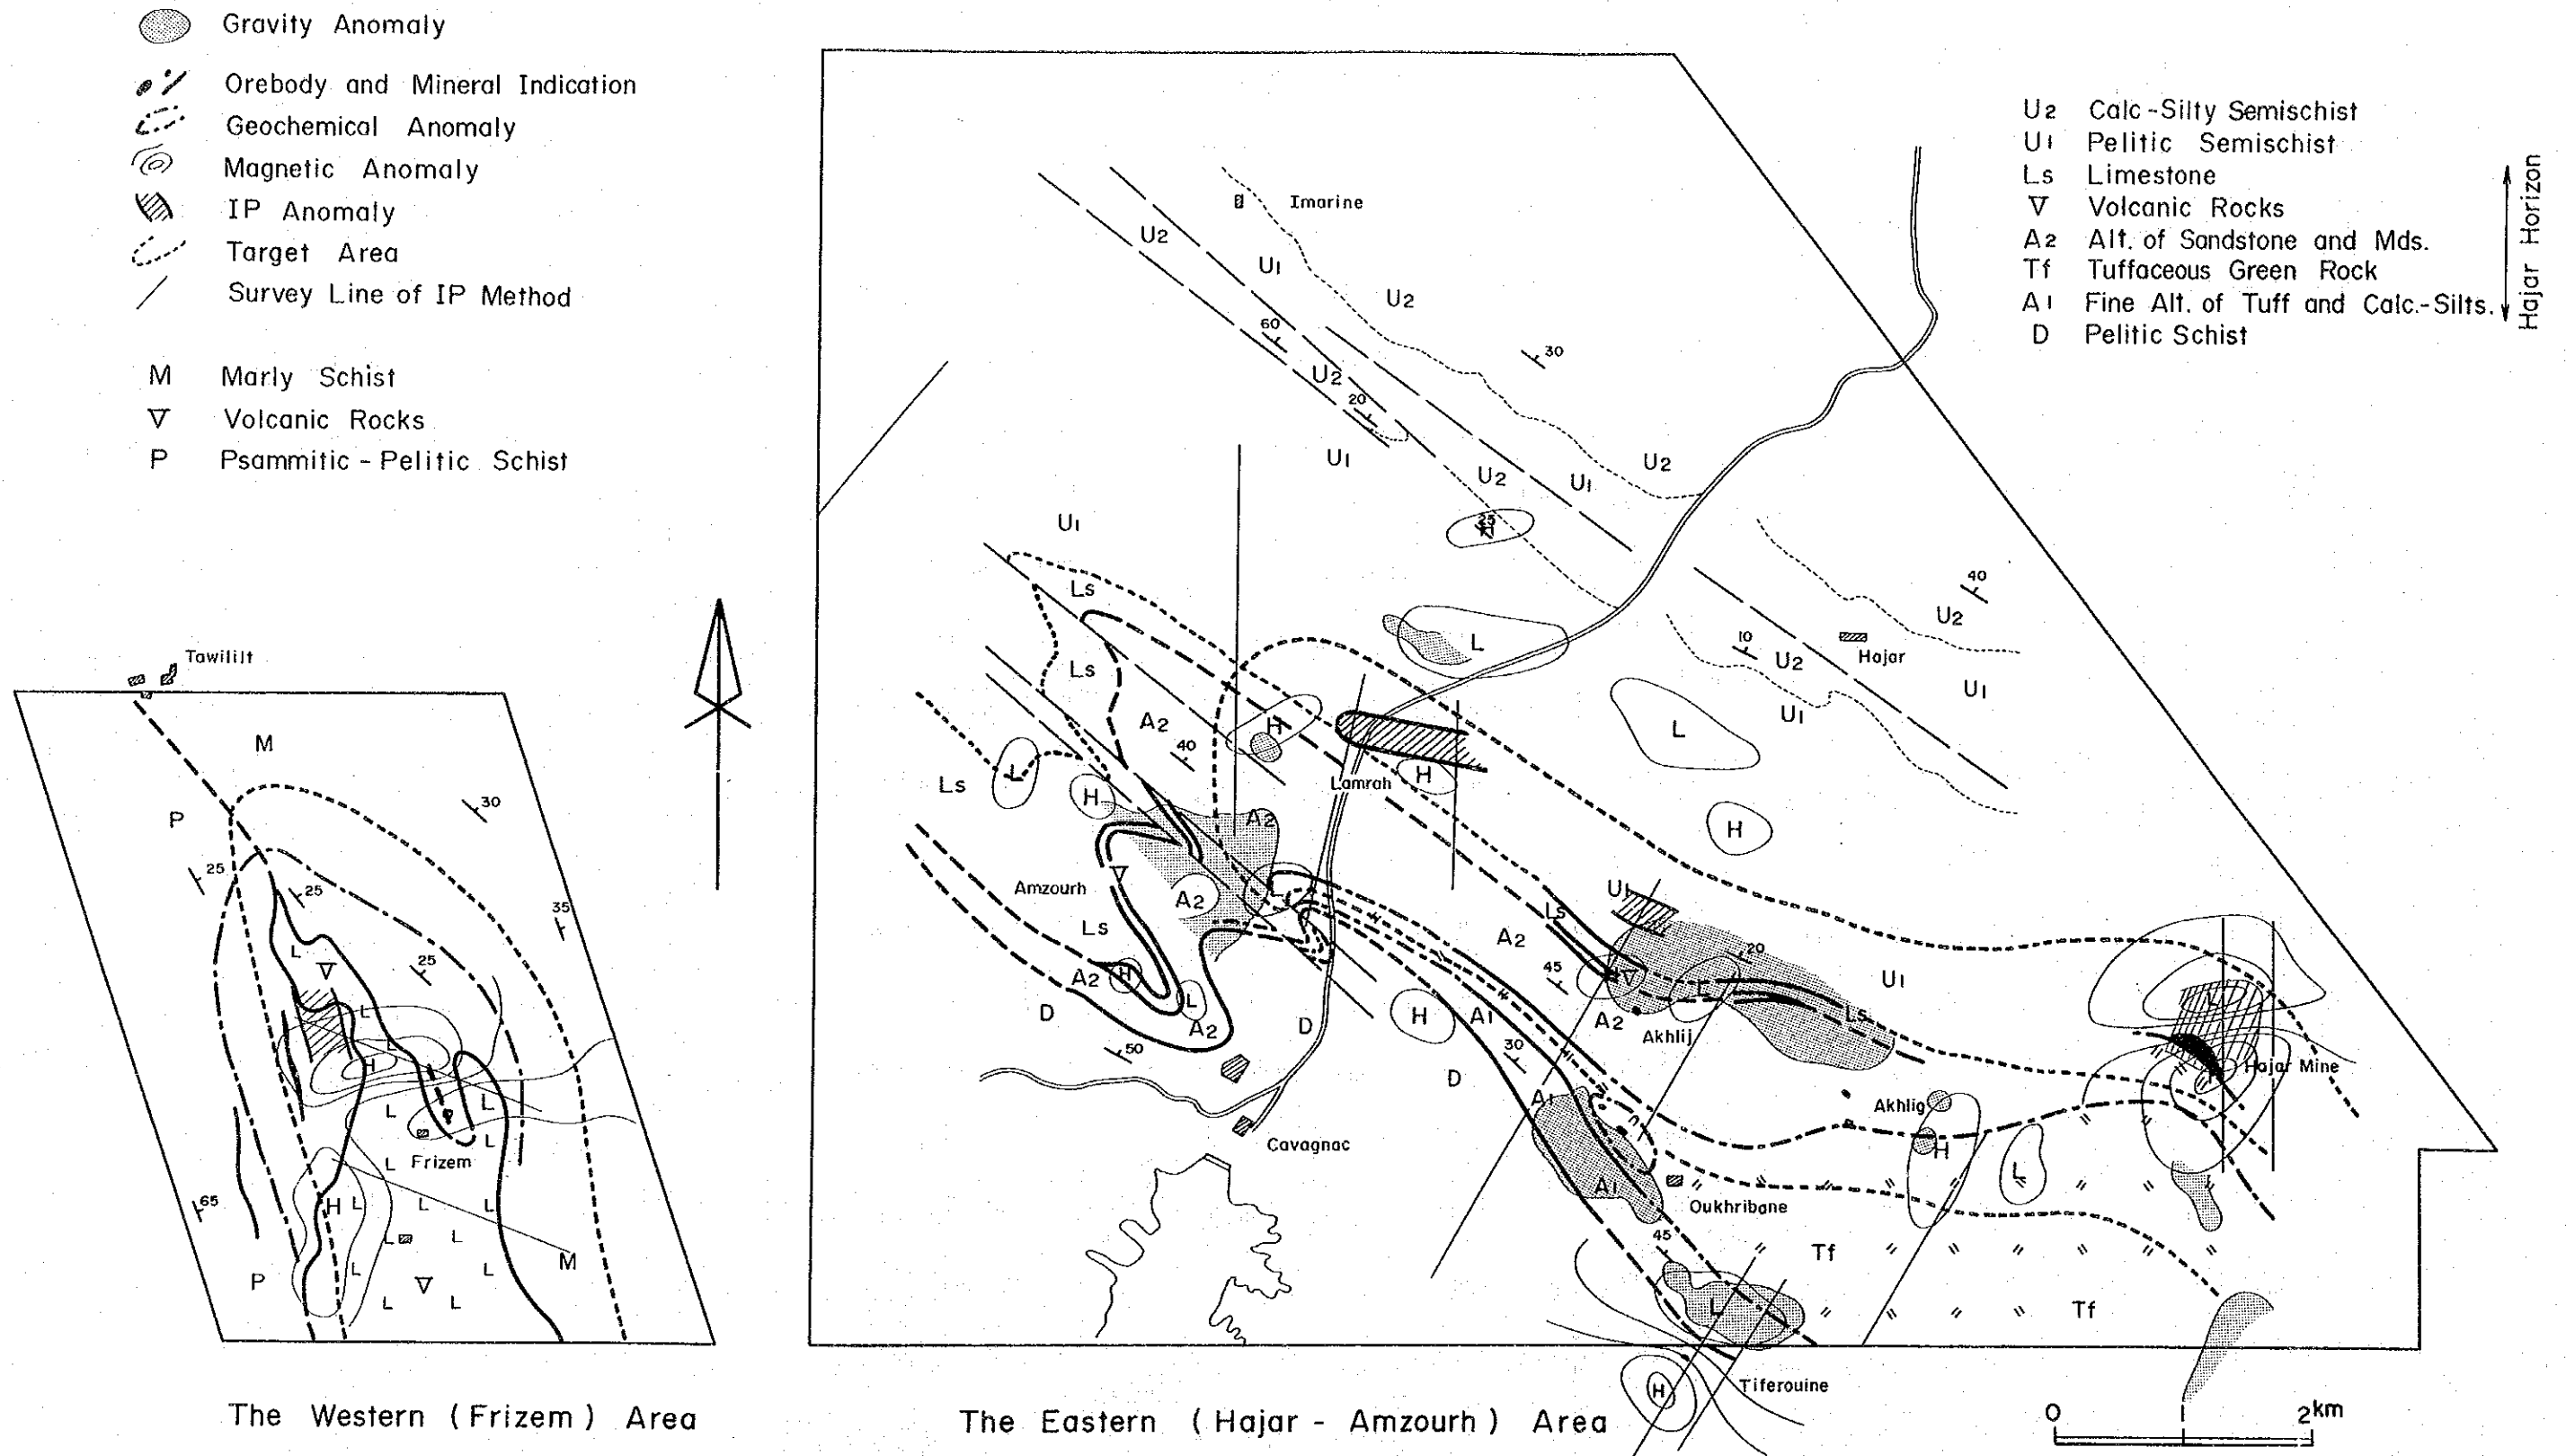 Gravity Anomaly
Orebody and Mineral Indication
Geochemical Anomaly
Magnetic Anomaly
IP Anomaly
Target Area
Survey Line of IP Method
M Marly Schist
∇ Volcanic Rocks
P Psammitic - Pelitic Schist
U2 Calc-Silty Semischist
U1 Pelitic Semischist
Ls Limestone
∇ Volcanic Rocks
A2 Alt. of Sandstone and Mds.
Tf Tuffaceous Green Rock
A1 Fine Alt. of Tuff and Calc.-Silts.
D Pelitic Schist
Hajar Horizon
Tawililt
M
30
P
25
25
35
L
∇
25
L
L
H
L
L
L
L
Frizem
65
H
L
L
L
L
L
M
P
L
L
∇
L
L
The Western (Frizem) Area
Imarine
U2
U1
U2
60
30
U2
20
U1
U2
U2
U1
U1
25
H
Ls
40
L
U2
10
Hajar
U2
Ls
U1
A2
H
U1
L
40
Ls
L
H
H
Lamrah
A2
H
∇
Amzourh
A2
L
U1
Ls
Ls
A2
20
A2
H
45
∇
L
U1
L
L
D
A2
D
H
A1
A2
Akhlij
Ls
50
30
Hajar Mine
D
A1
Akhlig
Cavagnac
H
L
A1
Oukhribane
45
Tf
L
Tf
H
Tiferouine
0
2km
The Eastern (Hajar - Amzourh) Area